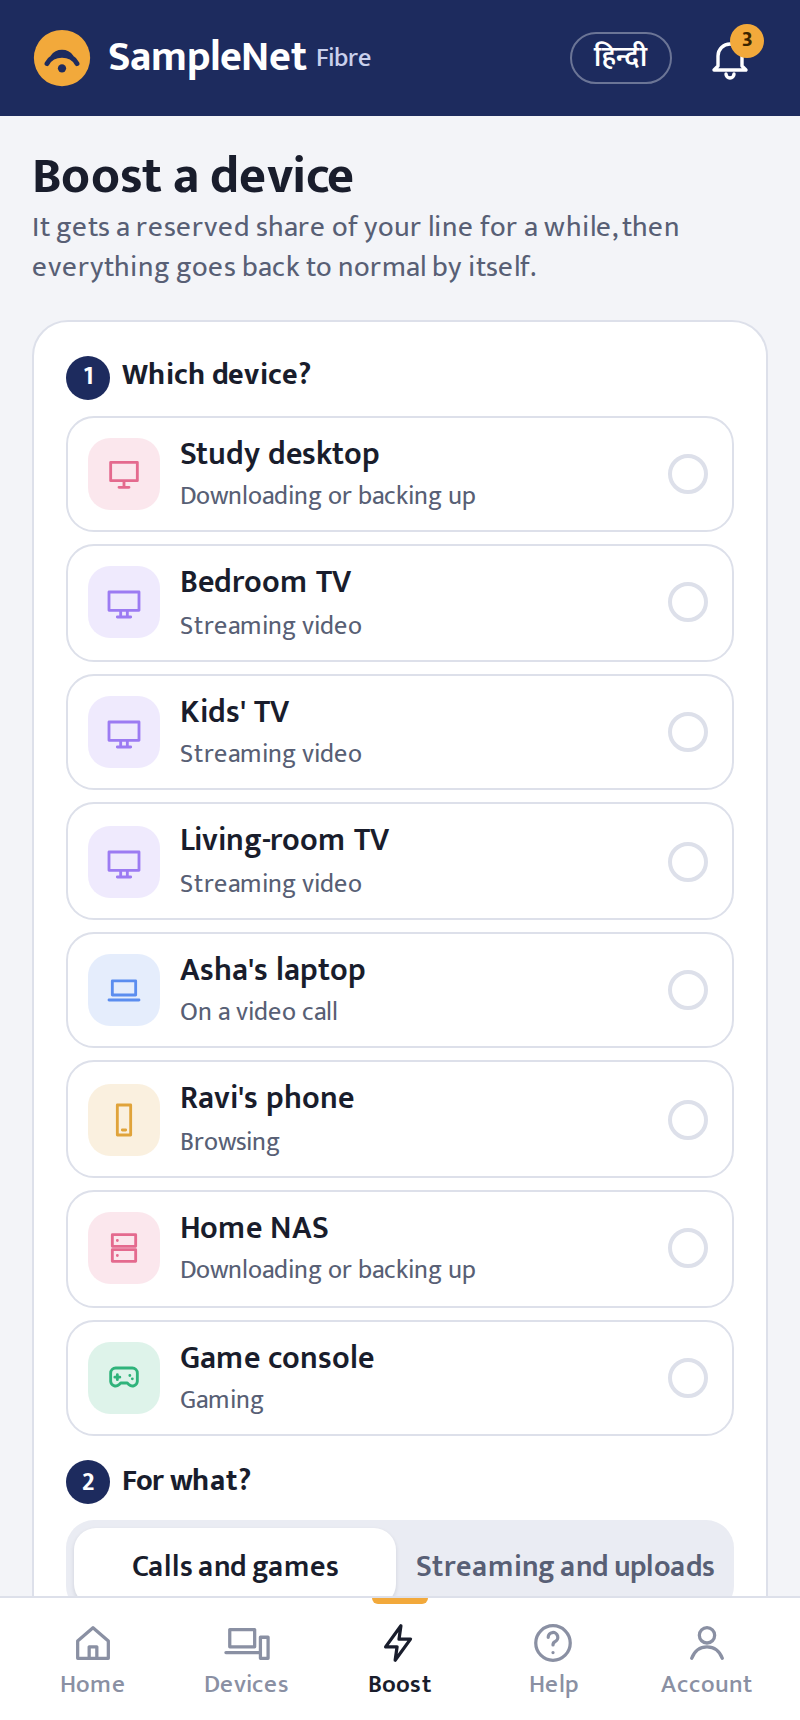 SampleNet Fibre
हिन्दी
3
Boost a device
It gets a reserved share of your line for a while, then
everything goes back to normal by itself.
1 Which device?
Study desktop
Downloading or backing up
Bedroom TV
Streaming video
Kids' TV
Streaming video
Living-room TV
Streaming video
Asha's laptop
On a video call
Ravi's phone
Browsing
Home NAS
Downloading or backing up
Game console
Gaming
2 For what?
Calls and games
Streaming and uploads
Home
Devices
Boost
Help
Account